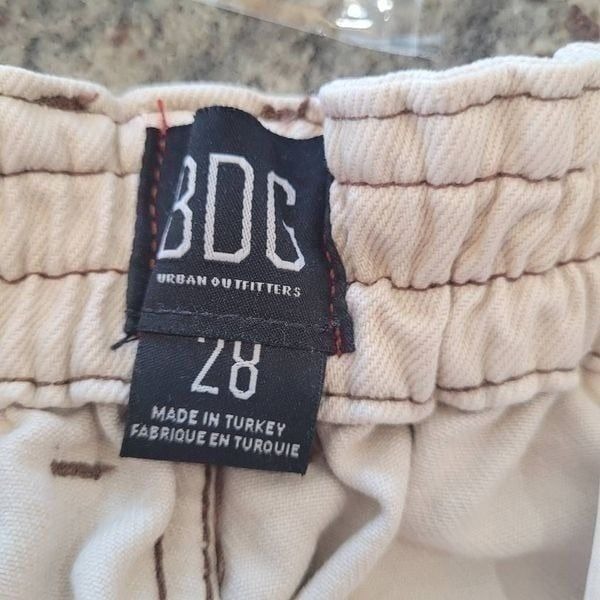 BDG
URBAN OUTFITTERS
28
MADE IN TURKEY
FABRIQUE EN TURQUIE